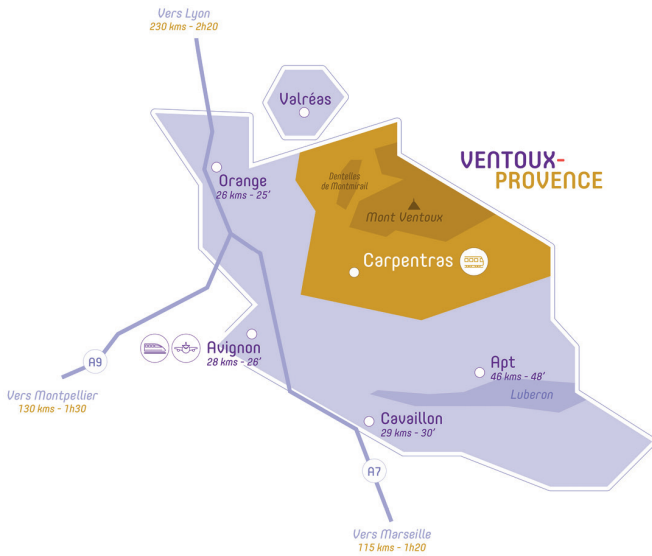 Vers Lyon
230 kms - 2h20
Valréas
VENTOUX-
PROVENCE
Orange
26 kms - 25'
Dentelles
de Montmirail
Mont Ventoux
Carpentras
Avignon
28 kms - 26'
A9
Vers Montpellier
130 kms - 1h30
Apt
46 kms - 48'
Luberon
Cavaillon
29 kms - 30'
A7
Vers Marseille
115 kms - 1h20